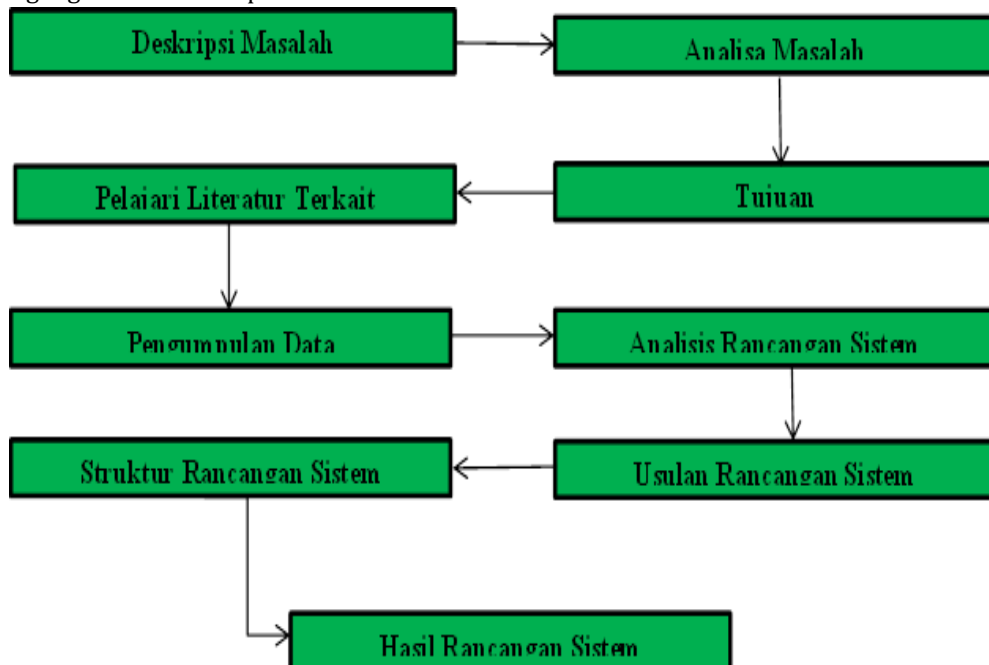 Deskripsi Masalah
Analisa Masalah
Tujuan
Pelajari Literatur Terkait
Pengumpulan Data
Analisis Rancangan Sistem
Usulan Rancangan Sistem
Struktur Rancangan Sistem
Hasil Rancangan Sistem